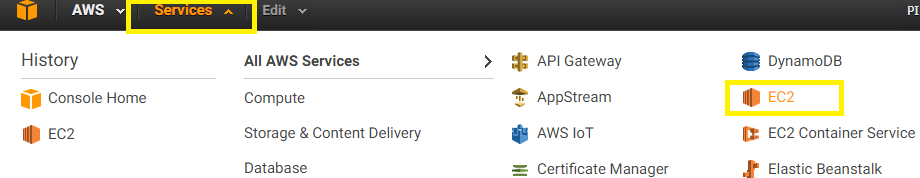 AWS Services Edit PI
History
Console Home
EC2
All AWS Services
Compute
Storage & Content Delivery
Database
API Gateway
AppStream
AWS IoT
Certificate Manager
DynamoDB
EC2
EC2 Container Service
Elastic Beanstalk